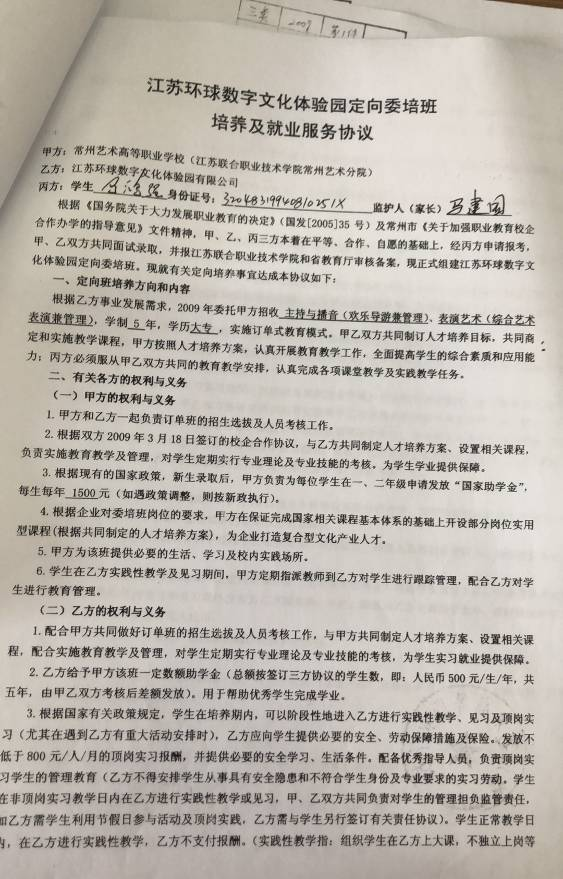 三堂
2009
江苏环球数字文化体验园定向委培班
培养及就业服务协议
甲方：常州艺术高等职业学校（江苏联合职业技术学院常州艺术分院）
乙方：江苏环球数字文化体验园有限公司
丙方：学生 身份证号：32048319940810251X 监护人（家长）马建国
根据《国务院关于大力发展职业教育的决定》（国发[2005]35 号）及常州市《关于加强职业教育校企
合作办学的指导意见》文件精神，甲、乙、丙三方本着在平等、合作、自愿的基础上，经丙方申请报考，
甲、乙双方共同面试录取，并报江苏联合职业技术学院和省教育厅审核备案，现正式组建江苏环球数字文
化体验园定向委培班。现就有关定向培养事宜达成本协议如下：
一、定向班培养方向和内容
根据乙方事业发展需求，2009 年委托甲方招收 主持与播音（欢乐导游兼管理）、表演艺术（综合艺术
表演兼管理），学制 5 年，学历大专，实施订单式教育模式。甲乙双方共同制订人才培养目标，共同商
定和实施教学课程，甲方按照人才培养方案，认真开展教育教学工作，全面提高学生的综合素质和应用能
力；丙方必须服从甲乙双方共同的教育教学安排，认真完成各项课堂教学及实践教学任务。
二、有关各方的权利与义务
（一）甲方的权利与义务
1. 甲方和乙方一起负责订单班的招生选拔及人员考核工作。
2. 根据双方 2009 年 3 月 18 日签订的校企合作协议，与乙方共同制定人才培养方案、设置相关课程，
负责实施教育教学及管理，对学生定期实行专业理论及专业技能的考核。为学生学业提供保障。
3. 根据现有的国家政策，新生录取后，甲方负责为每位学生在一、二年级申请发放“国家助学金”，
每生每年 1500 元（如遇政策调整，则按新政执行）。
4. 根据企业对委培班岗位的要求，甲方在保证完成国家相关课程基本体系的基础上开设部分岗位实用
型课程(根据共同制定的人才培养方案)，为企业打造复合型文化产业人才。
5. 甲方为该班提供必要的生活、学习及校内实践场所。
6. 学生在乙方实践性教学及见习期间，甲方定期指派教师到乙方对学生进行跟踪管理，配合乙方对学
生进行教育管理。
（二）乙方的权利与义务
1. 配合甲方共同做好订单班的招生选拔及人员考核工作，与甲方共同制定人才培养方案、设置相关课
程，配合实施教育教学及管理，对学生定期实行专业理论及专业技能的考核，为学生实习就业提供保障。
2. 乙方给予甲方该班一定数额助学金（总额按签订三方协议的学生数，即：人民币 500 元/生/年，共
五年，由甲乙双方考核后差额发放）。用于帮助优秀学生完成学业。
3. 根据国家有关政策规定，学生在培养期内，可以阶段性地进入乙方进行实践性教学、见习及顶岗实
习（尤其在遇到乙方有重大活动安排时），乙方应向学生提供必要的安全、劳动保障措施及保险。发放不
低于 800 元/人/月的顶岗实习报酬，并提供必要的安全学习、生活条件。配备优秀指导人员，负责顶岗实
习学生的管理教育（乙方不得安排学生从事具有安全隐患和不符合学生身份及专业要求的实习劳动。学生
在非顶岗实习教学日内在乙方进行实践性教学或见习，甲、乙双方共同负责对学生的管理担负监管责任，
如乙方需学生利用节假日参与活动及顶岗实践，乙方需与学生另行签订有关责任协议）。学生正常教学日
内，在乙方进行实践性教学，乙方不支付报酬。（实践性教学指：组织学生在乙方上大课，不独立上岗等